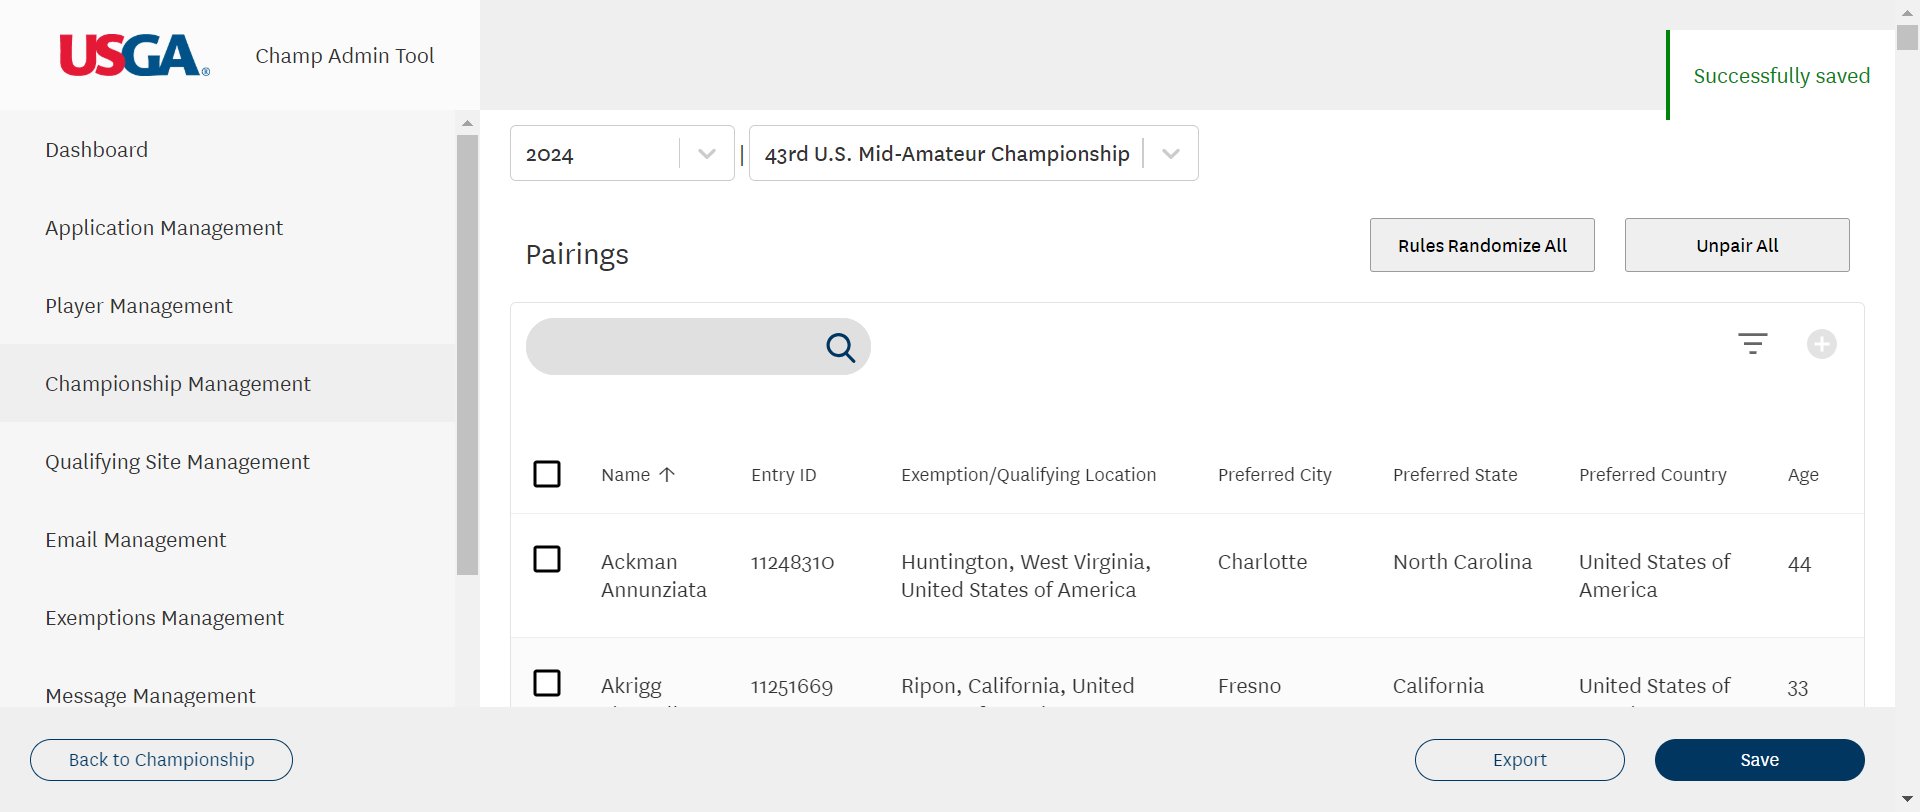 USGA®
Champ Admin Tool
Successfully saved
Dashboard
Application Management
Player Management
Championship Management
Qualifying Site Management
Email Management
Exemptions Management
Message Management
2024
|
43rd U.S. Mid-Amateur Championship
Pairings
Rules Randomize All
Unpair All
Name ↑ Entry ID Exemption/Qualifying Location Preferred City Preferred State Preferred Country Age
Ackman 11248310 Huntington, West Virginia, Charlotte North Carolina United States of 44
Annunziata United States of America America
Akrigg 11251669 Ripon, California, United Fresno California United States of 33
Back to Championship
Export
Save